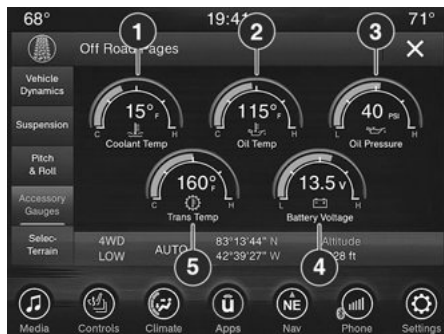 68° 19:4 71°
1 2 3
Off Road Pages X
Vehicle
Dynamics
Suspension
Pitch
& Roll
Accessory
Gauges
Selec-
Terrain
15° F
C H
Coolant Temp
115° F
C H
Oil Temp
40 PSI
L H
Oil Pressure
160° F
C H
Trans Temp
13.5 v
L H
Battery Voltage
4WD
LOW
AUTO
83°13'44" N
42°39'27" W
Altitude
28 ft
5 4
Media
Controls
Climate
ū
Apps
NE
Nav
Phone
Settings